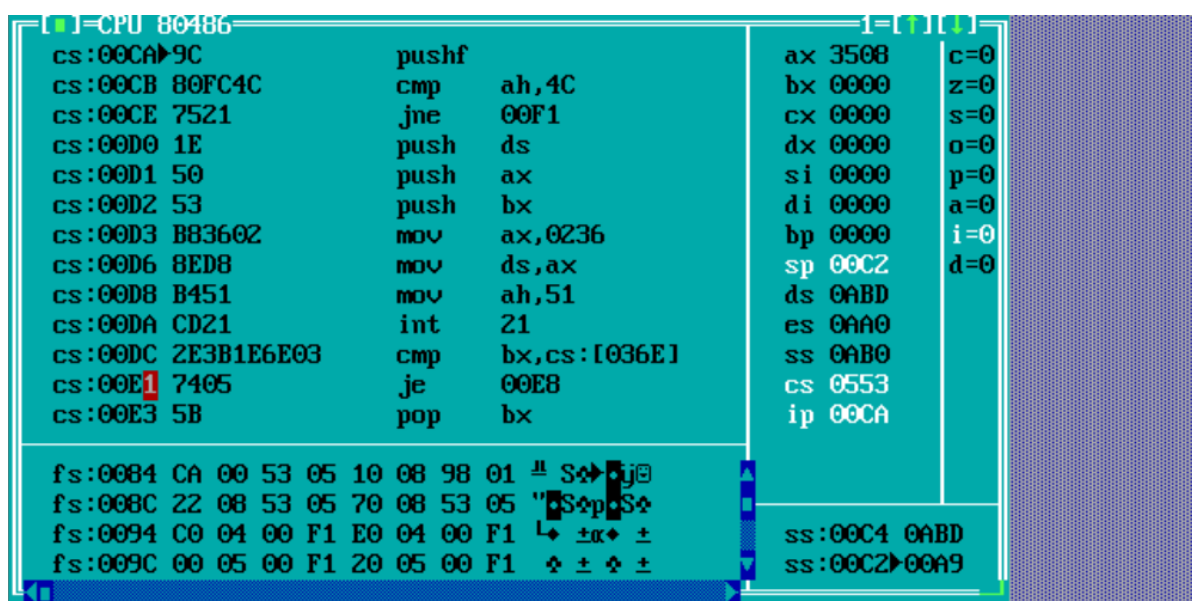 [■]=CPU 80486 1=[↑][↓]
cs:00CA►9C pushf ax 3508 c=0
cs:00CB 80FC4C cmp ah,4C bx 0000 z=0
cs:00CE 7521 jne 00F1 cx 0000 s=0
cs:00D0 1E push ds dx 0000 o=0
cs:00D1 50 push ax si 0000 p=0
cs:00D2 53 push bx di 0000 a=0
cs:00D3 B83602 mov ax,0236 bp 0000 i=0
cs:00D6 8ED8 mov ds,ax sp 00C2 d=0
cs:00D8 B451 mov ah,51 ds 0ABD
cs:00DA CD21 int 21 es 0AA0
cs:00DC 2E3B1E6E03 cmp bx,cs:[036E] ss 0AB0
cs:00E1 7405 je 00E8 cs 0553
cs:00E3 5B pop bx ip 00CA
fs:0084 CA 00 53 05 10 08 98 01 ╩ S♣►◘ÿ☺
fs:008C 22 08 53 05 70 08 53 05 "◘S♣p◘S♣
fs:0094 C0 04 00 F1 E0 04 00 F1 └♦ ±α♦ ± ss:00C4 0ABD
fs:009C 00 05 00 F1 20 05 00 F1 ♣ ± ♣ ± ss:00C2►00A9